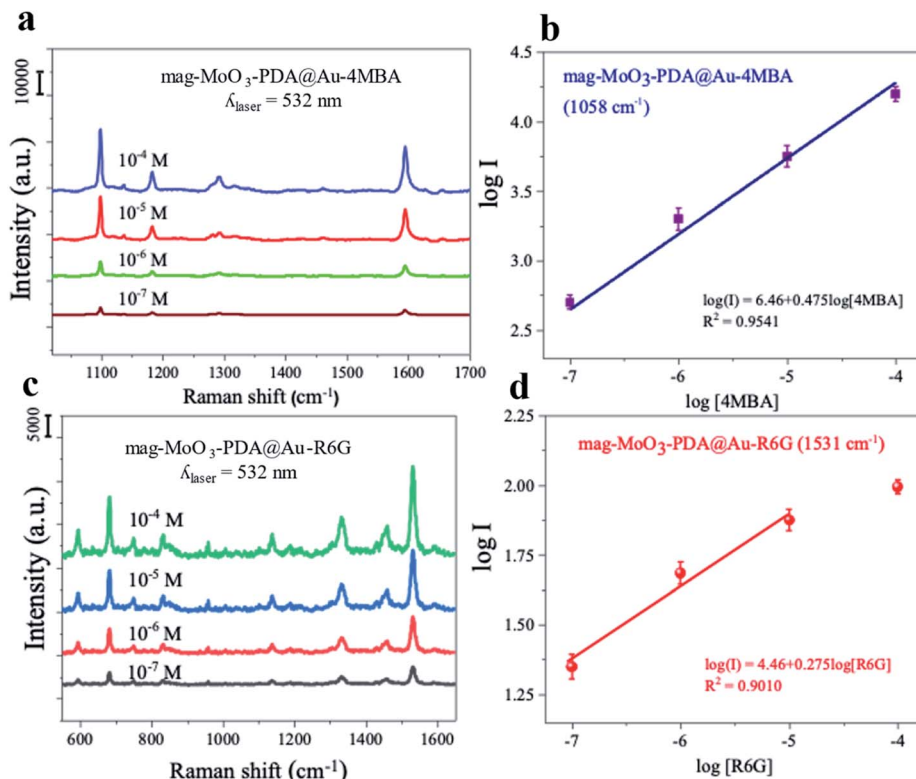 a
10000
mag-MoO₃-PDA@Au-4MBA
λlaser = 532 nm
10⁻⁴ M
10⁻⁵ M
10⁻⁶ M
10⁻⁷ M
Intensity (a.u.)
1100 1200 1300 1400 1500 1600 1700
Raman shift (cm⁻¹)
b
mag-MoO₃-PDA@Au-4MBA
(1058 cm⁻¹)
log I
4.5
4.0
3.5
3.0
2.5
log(I) = 6.46+0.475log[4MBA]
R² = 0.9541
-7 -6 -5 -4
log [4MBA]
c
5000
mag-MoO₃-PDA@Au-R6G
λlaser = 532 nm
10⁻⁴ M
10⁻⁵ M
10⁻⁶ M
10⁻⁷ M
Intensity (a.u.)
600 800 1000 1200 1400 1600
Raman shift (cm⁻¹)
d
mag-MoO₃-PDA@Au-R6G (1531 cm⁻¹)
log I
2.25
2.00
1.75
1.50
1.25
log(I) = 4.46+0.275log[R6G]
R² = 0.9010
-7 -6 -5 -4
log [R6G]